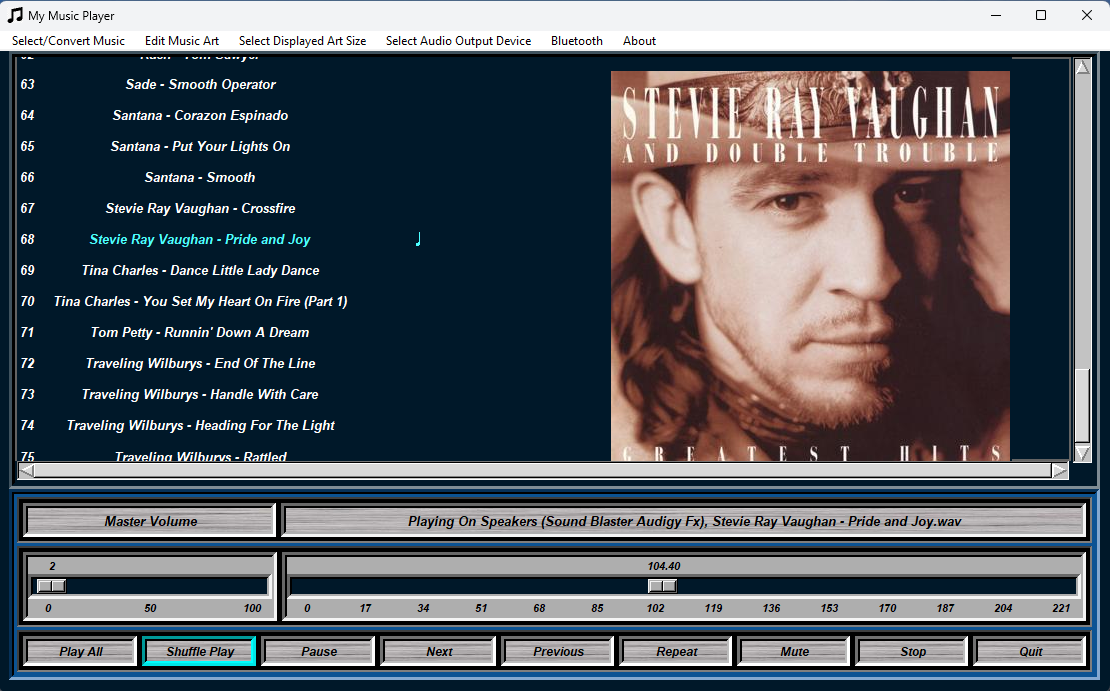 My Music Player
Select/Convert Music Edit Music Art Select Displayed Art Size Select Audio Output Device Bluetooth About
62 Rush - Tom Sawyer
63 Sade - Smooth Operator
64 Santana - Corazon Espinado
65 Santana - Put Your Lights On
66 Santana - Smooth
67 Stevie Ray Vaughan - Crossfire
68 Stevie Ray Vaughan - Pride and Joy
69 Tina Charles - Dance Little Lady Dance
70 Tina Charles - You Set My Heart On Fire (Part 1)
71 Tom Petty - Runnin' Down A Dream
72 Traveling Wilburys - End Of The Line
73 Traveling Wilburys - Handle With Care
74 Traveling Wilburys - Heading For The Light
75 Traveling Wilburys - Rattled
STEVIE RAY VAUGHAN
AND DOUBLE TROUBLE
GREATEST HITS
Master Volume
Playing On Speakers (Sound Blaster Audigy Fx), Stevie Ray Vaughan - Pride and Joy.wav
2
0 50 100
104.40
0 17 34 51 68 85 102 119 136 153 170 187 204 221
Play All Shuffle Play Pause Next Previous Repeat Mute Stop Quit